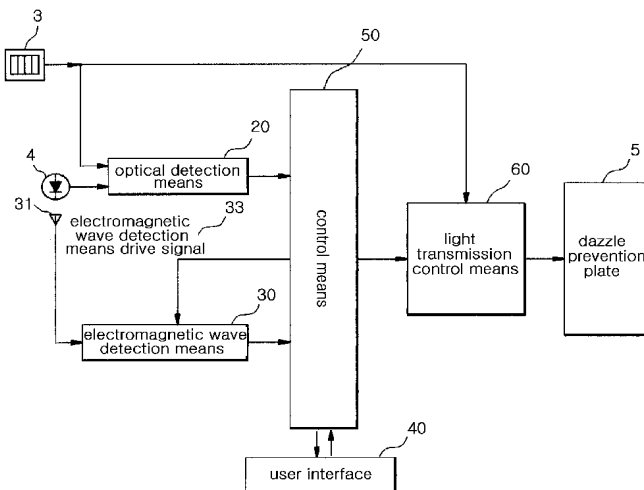 3
50
20
5
4
optical detection
means
60
31
electromagnetic
wave detection
means drive signal
33
control means
light
transmission
control means
dazzle
prevention
plate
30
electromagnetic wave
detection means
40
user interface